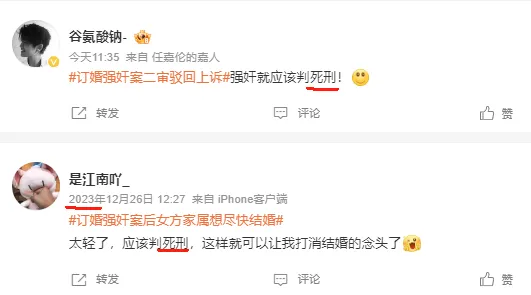 谷氨酸钠-
今天11:35 来自 任嘉伦的嘉人
#订婚强奸案二审驳回上诉#强奸就应该判死刑！
转发
评论
赞
是江南吖_
2023年12月26日 12:27 来自 iPhone客户端
#订婚强奸案后女方家属想尽快结婚#
太轻了，应该判死刑，这样就可以让我打消结婚的念头了
转发
评论
赞